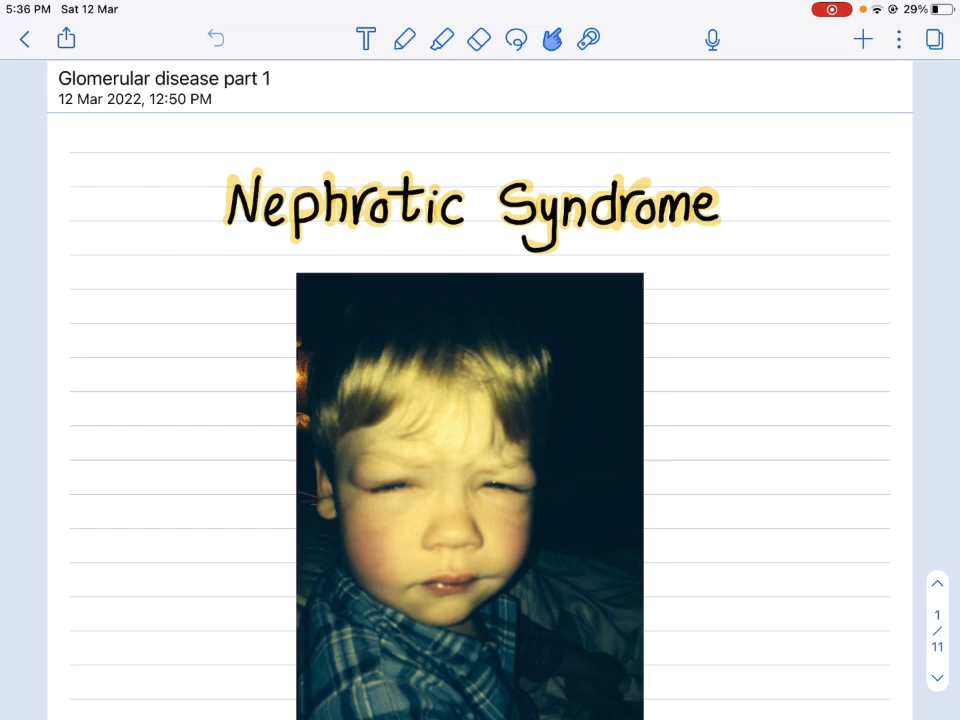 5:36 PM Sat 12 Mar
29%
Glomerular disease part 1
12 Mar 2022, 12:50 PM
Nephrotic Syndrome
1
/
11